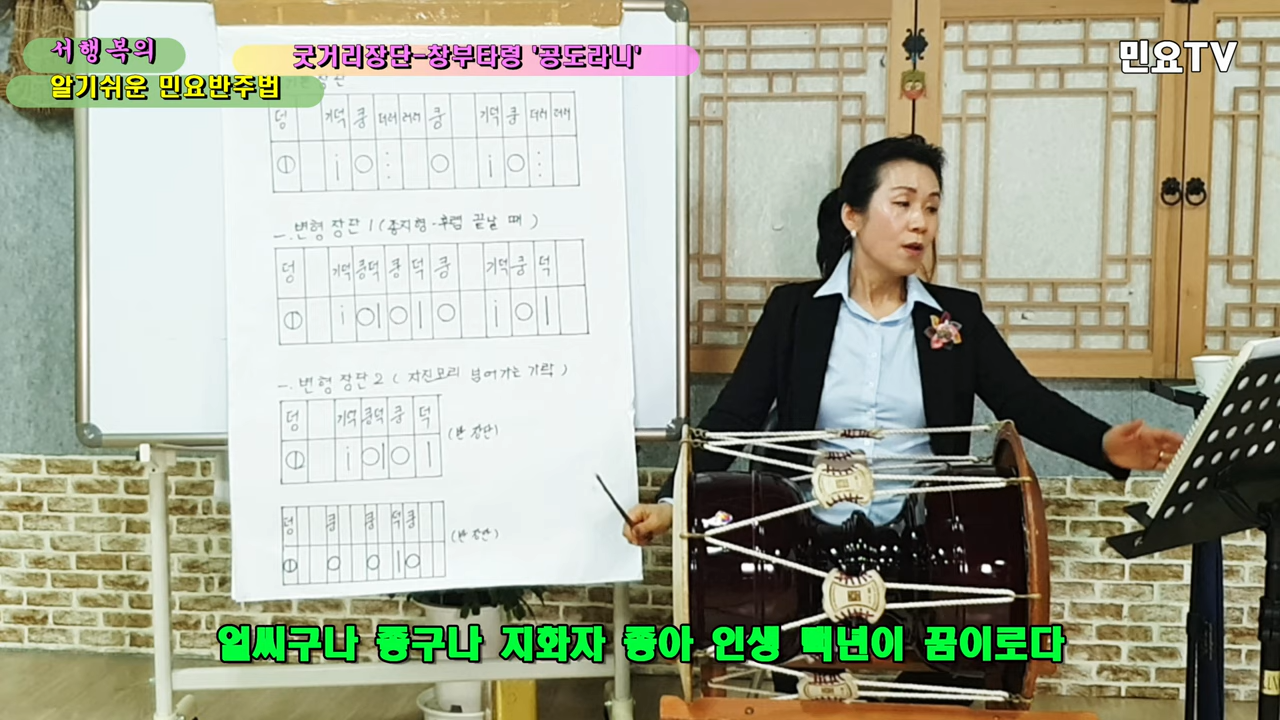 서행복의
알기쉬운 민요반주법
굿거리장단-창부타령 '공도라니'
민요TV
덩 기덕 쿵 더러 러러 쿵 기덕 쿵 더러 러러
一. 변형 장단 1 (종지형-후렴 끝날 때)
덩 기덕 쿵덕 쿵 덕 쿵 기덕 쿵 덕
一. 변형 장단 2 (자진모리 넘어가는 가락)
덩 기덕 쿵덕 쿵 덕
(반 장단)
덩 쿵 쿵 덕쿵
(반 장단)
얼씨구나 좋구나 지화자 좋아 인생 백년이 꿈이로다